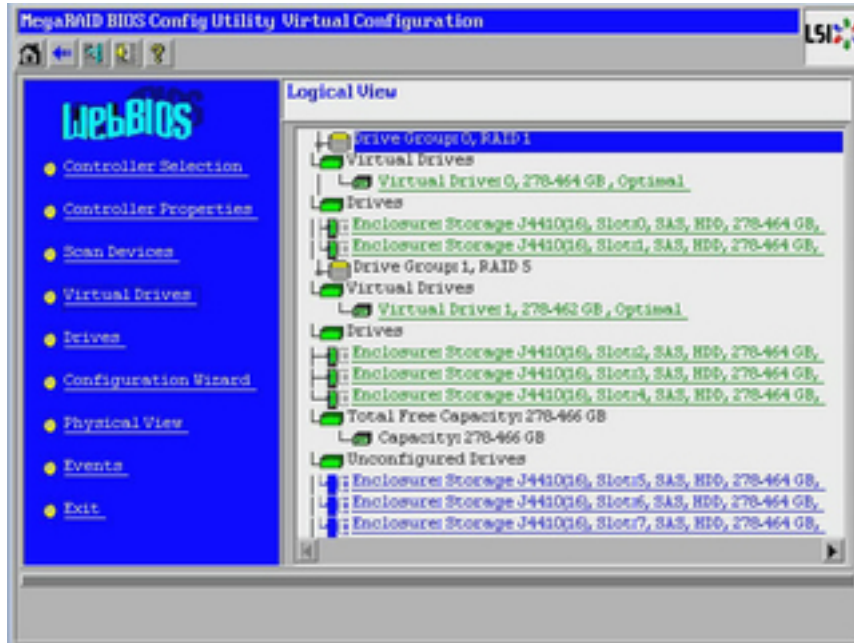 MegaRAID BIOS Config Utility Virtual Configuration
LSI
WebBIOS
Controller Selection
Controller Properties
Scan Devices
Virtual Drives
Drives
Configuration Wizard
Physical View
Events
Exit
Logical View
Drive Group: 0, RAID 1
Virtual Drives
Virtual Drive: 0, 278.464 GB, Optimal
Drives
Enclosure: Storage J4410(16), Slot:0, SAS, HDD, 278.464 GB,
Enclosure: Storage J4410(16), Slot:1, SAS, HDD, 278.464 GB,
Drive Group: 1, RAID 5
Virtual Drives
Virtual Drive: 1, 278.462 GB, Optimal
Drives
Enclosure: Storage J4410(16), Slot:2, SAS, HDD, 278.464 GB,
Enclosure: Storage J4410(16), Slot:3, SAS, HDD, 278.464 GB,
Enclosure: Storage J4410(16), Slot:4, SAS, HDD, 278.464 GB,
Total Free Capacity: 278.466 GB
Capacity: 278.466 GB
Unconfigured Drives
Enclosure: Storage J4410(16), Slot:5, SAS, HDD, 278.464 GB,
Enclosure: Storage J4410(16), Slot:6, SAS, HDD, 278.464 GB,
Enclosure: Storage J4410(16), Slot:7, SAS, HDD, 278.464 GB,